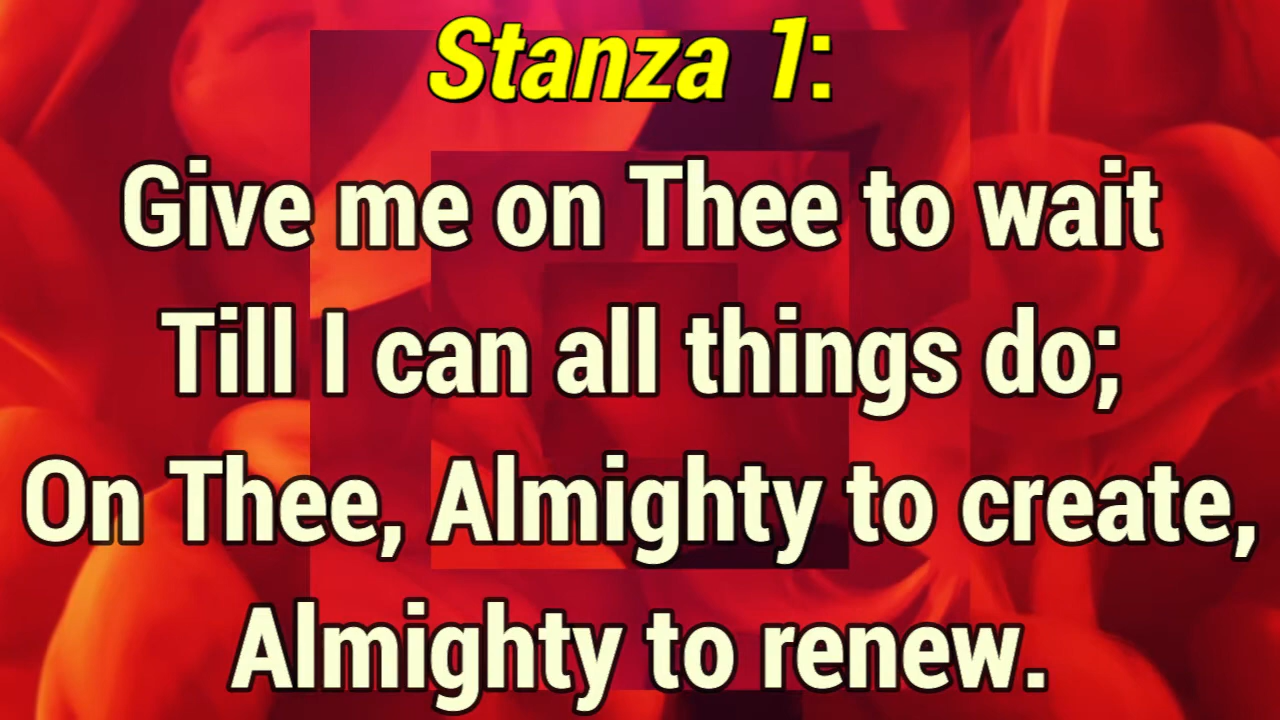 Stanza 1:
Give me on Thee to wait
Till I can all things do;
On Thee, Almighty to create,
Almighty to renew.